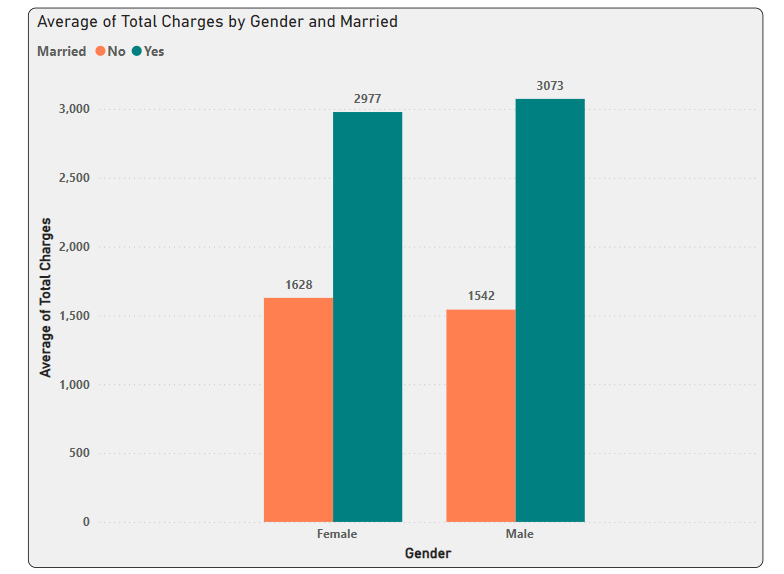 Average of Total Charges by Gender and Married
Married No Yes
3073
2977
3,000
2,500
2,000
1628
1542
1,500
1,000
500
0
Average of Total Charges
Female Male
Gender